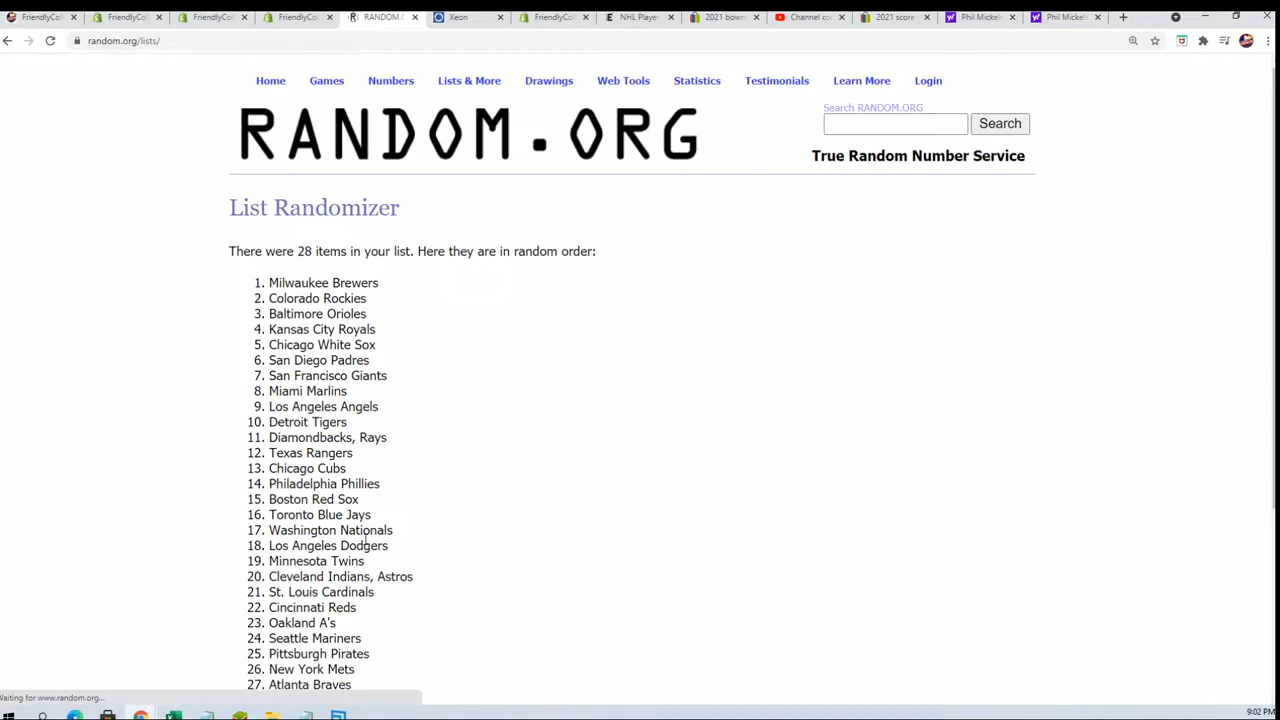 FriendlyColl
FriendlyColl
FriendlyColl
FriendlyColl
RANDOM.
Xeon
FriendlyColl
NHL Player
2021 bowm
Channel co
2021 score
Phil Mickel
Phil Mickel
random.org/lists/
Home Games Numbers Lists & More Drawings Web Tools Statistics Testimonials Learn More Login
RANDOM.ORG
Search RANDOM.ORG
Search
True Random Number Service
List Randomizer
There were 28 items in your list. Here they are in random order:
1. Milwaukee Brewers
2. Colorado Rockies
3. Baltimore Orioles
4. Kansas City Royals
5. Chicago White Sox
6. San Diego Padres
7. San Francisco Giants
8. Miami Marlins
9. Los Angeles Angels
10. Detroit Tigers
11. Diamondbacks, Rays
12. Texas Rangers
13. Chicago Cubs
14. Philadelphia Phillies
15. Boston Red Sox
16. Toronto Blue Jays
17. Washington Nationals
18. Los Angeles Dodgers
19. Minnesota Twins
20. Cleveland Indians, Astros
21. St. Louis Cardinals
22. Cincinnati Reds
23. Oakland A's
24. Seattle Mariners
25. Pittsburgh Pirates
26. New York Mets
27. Atlanta Braves
Waiting for www.random.org...
9:02 PM